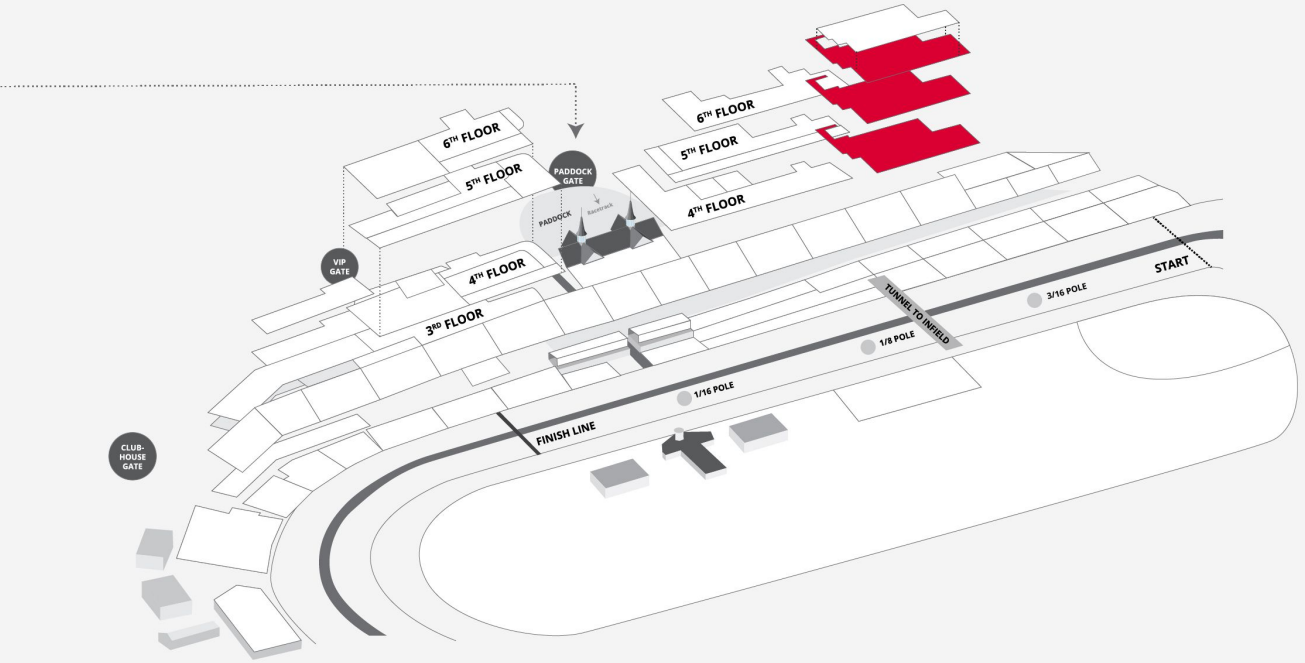 6TH FLOOR
5TH FLOOR
4TH FLOOR
6TH FLOOR
5TH FLOOR
PADDOCK
GATE
PADDOCK
Racetrack
VIP
GATE
4TH FLOOR
3RD FLOOR
START
TUNNEL TO INFIELD
3/16 POLE
1/8 POLE
1/16 POLE
FINISH LINE
CLUB-
HOUSE
GATE